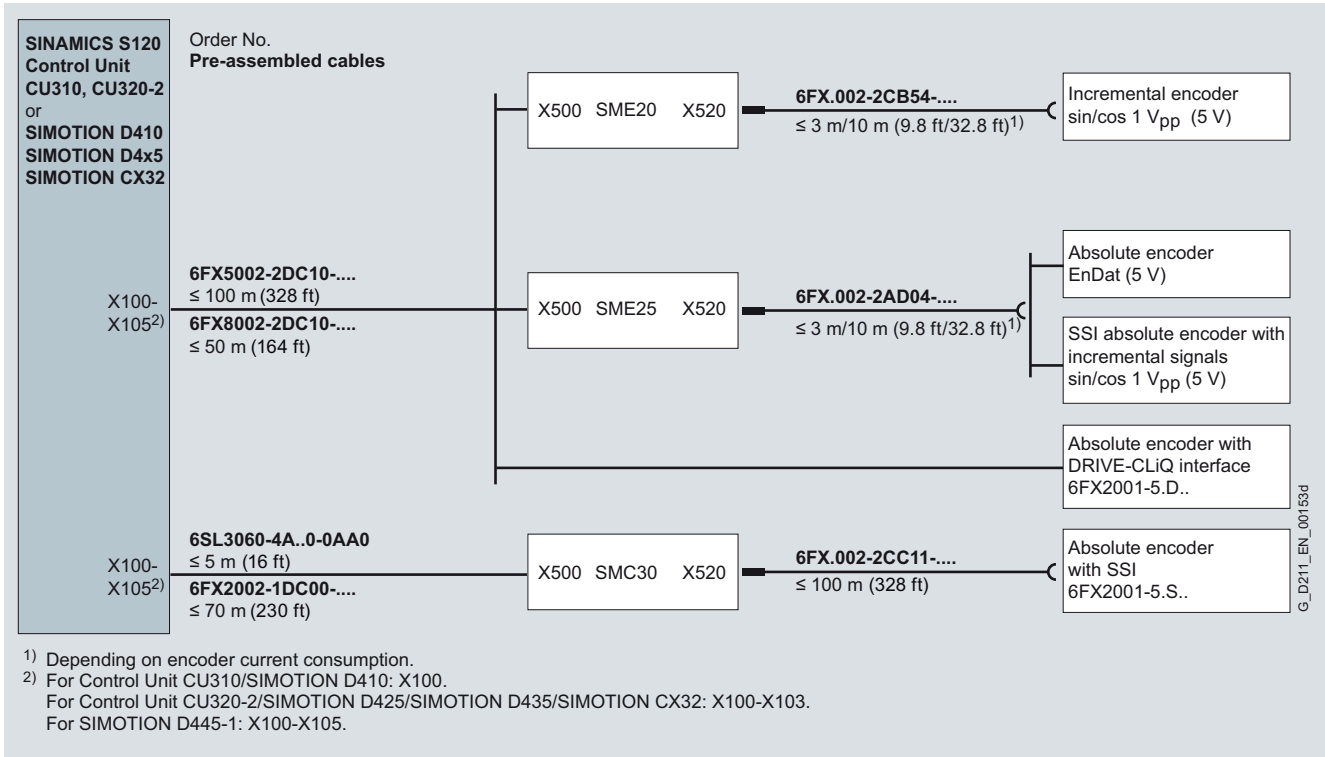 SINAMICS S120
Control Unit
CU310, CU320-2
or
SIMOTION D410
SIMOTION D4x5
SIMOTION CX32
Order No.
Pre-assembled cables
X500 SME20 X520
6FX.002-2CB54-....
≤ 3 m/10 m (9.8 ft/32.8 ft)1)
Incremental encoder
sin/cos 1 Vpp (5 V)
X100-
X1052)
6FX5002-2DC10-....
≤ 100 m (328 ft)
6FX8002-2DC10-....
≤ 50 m (164 ft)
X500 SME25 X520
6FX.002-2AD04-....
≤ 3 m/10 m (9.8 ft/32.8 ft)1)
Absolute encoder
EnDat (5 V)
SSI absolute encoder with
incremental signals
sin/cos 1 Vpp (5 V)
Absolute encoder with
DRIVE-CLiQ interface
6FX2001-5.D..
X100-
X1052)
6SL3060-4A..0-0AA0
≤ 5 m (16 ft)
6FX2002-1DC00-....
≤ 70 m (230 ft)
X500 SMC30 X520
6FX.002-2CC11-....
≤ 100 m (328 ft)
Absolute encoder
with SSI
6FX2001-5.S..
G_D211_EN_00153d
1) Depending on encoder current consumption.
2) For Control Unit CU310/SIMOTION D410: X100.
For Control Unit CU320-2/SIMOTION D425/SIMOTION D435/SIMOTION CX32: X100-X103.
For SIMOTION D445-1: X100-X105.